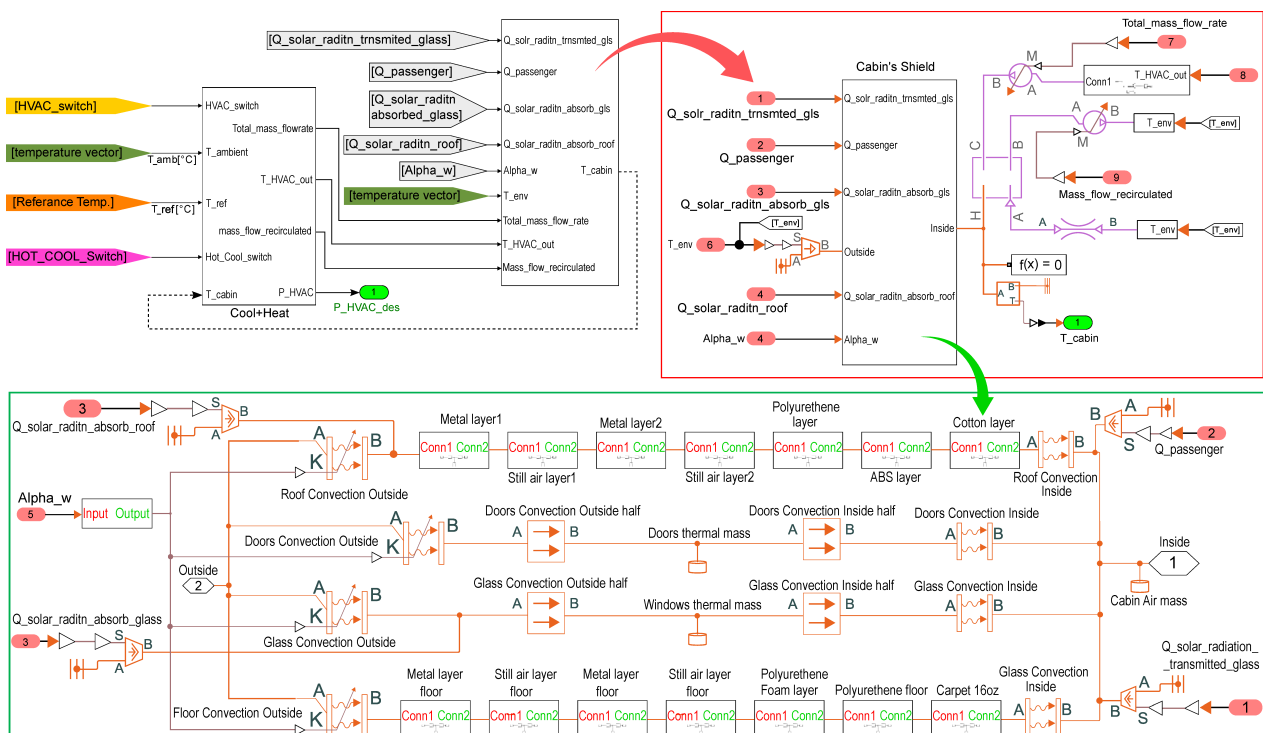 [HVAC_switch]
[temperature vector]
T_amb[°C]
[Referance Temp.]
T_ref[°C]
[HOT_COOL_Switch]
HVAC_switch
Total_mass_flowrate
T_ambient
T_HVAC_out
T_ref
mass_flow_recirculated
Hot_Cool_switch
T_cabin
P_HVAC
Cool+Heat
1
P_HVAC_des
[Q_solar_raditn_trnsmited_glass]
[Q_passenger]
[Q_solar_raditn
absorbed_glass]
[Q_solar_raditn_roof]
[Alpha_w]
[temperature vector]
Q_solr_raditn_trnsmited_gls
Q_passenger
Q_solar_raditn_absorb_gls
Q_solar_raditn_absorb_roof
Alpha_w
T_cabin
T_env
Total_mass_flow_rate
T_HVAC_out
Mass_flow_recirculated
Cabin's Shield
1
Q_solr_raditn_trnsmted_gls
2
Q_passenger
3
Q_solar_raditn_absorb_gls
[T_env]
T_env
6
S
B
A
4
Q_solar_raditn_roof
Alpha_w
4
Q_solr_raditn_trnsmted_gls
Q_passenger
Q_solar_raditn_absorb_gls
Inside
Outside
Q_solar_raditn_absorb_roof
Alpha_w
Total_mass_flow_rate
7
M
B
A
Conn1
T_HVAC_out
8
A
B
M
T_env
[T_env]
9
Mass_flow_recirculated
C
B
H
A
A
B
T_env
[T_env]
f(x) = 0
A
B
T
1
T_cabin
3
Q_solar_raditn_absorb_roof
S
B
A
A
B
K
Roof Convection Outside
Metal layer1
Conn1 Conn2
Conn1 Conn2
Still air layer1
Metal layer2
Conn1 Conn2
Conn1 Conn2
Still air layer2
Polyurethene
layer
Conn1 Conn2
Conn1 Conn2
ABS layer
Cotton layer
Conn1 Conn2
A
B
Roof Convection
Inside
A
B
S
2
Q_passenger
Alpha_w
5
Input Output
A
B
K
Doors Convection Outside
Doors Convection Outside half
A
B
Doors thermal mass
Doors Convection Inside half
A
B
Doors Convection Inside
A
B
Inside
1
Cabin Air mass
Outside
2
A
B
K
Glass Convection Outside
Glass Convection Outside half
A
B
Windows thermal mass
Glass Convection Inside half
A
B
Glass Convection Inside
A
B
Q_solar_raditn_absorb_glass
3
S
B
A
A
B
K
Floor Convection Outside
Metal layer
floor
Conn1 Conn2
Still air layer
floor
Conn1 Conn2
Metal layer
floor
Conn1 Conn2
Still air layer
floor
Conn1 Conn2
Polyurethene
Foam layer
Conn1 Conn2
Polyurethene floor
Conn1 Conn2
Carpet 16oz
Conn1 Conn2
Glass Convection
Inside
A
B
Q_solar_radiation_
_transmitted_glass
A
B
S
1